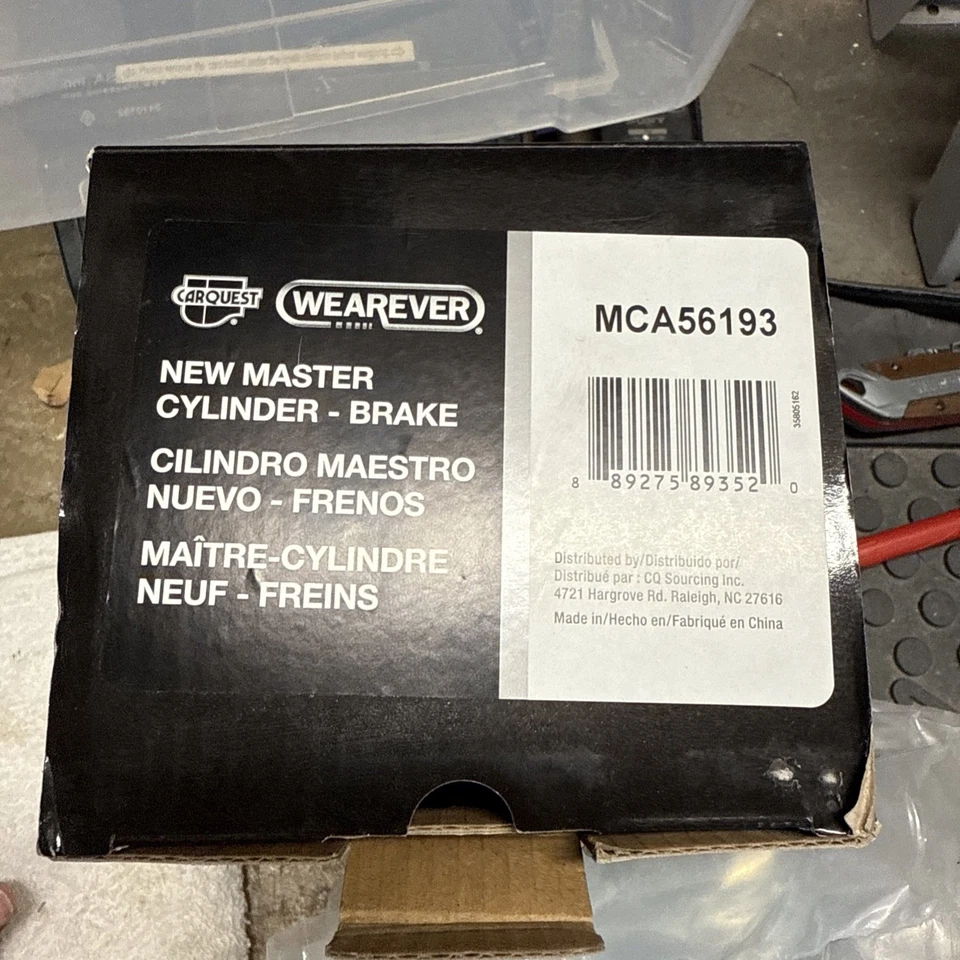 CARQUEST
WEAREVER
NEW MASTER
CYLINDER - BRAKE
CILINDRO MAESTRO
NUEVO - FRENOS
MAÎTRE-CYLINDRE
NEUF - FREINS
MCA56193
35805162
8 89275 89352 0
Distributed by/Distribuido por/
Distribué par : CQ Sourcing Inc.
4721 Hargrove Rd. Raleigh, NC 27616
Made in/Hecho en/Fabriqué en China